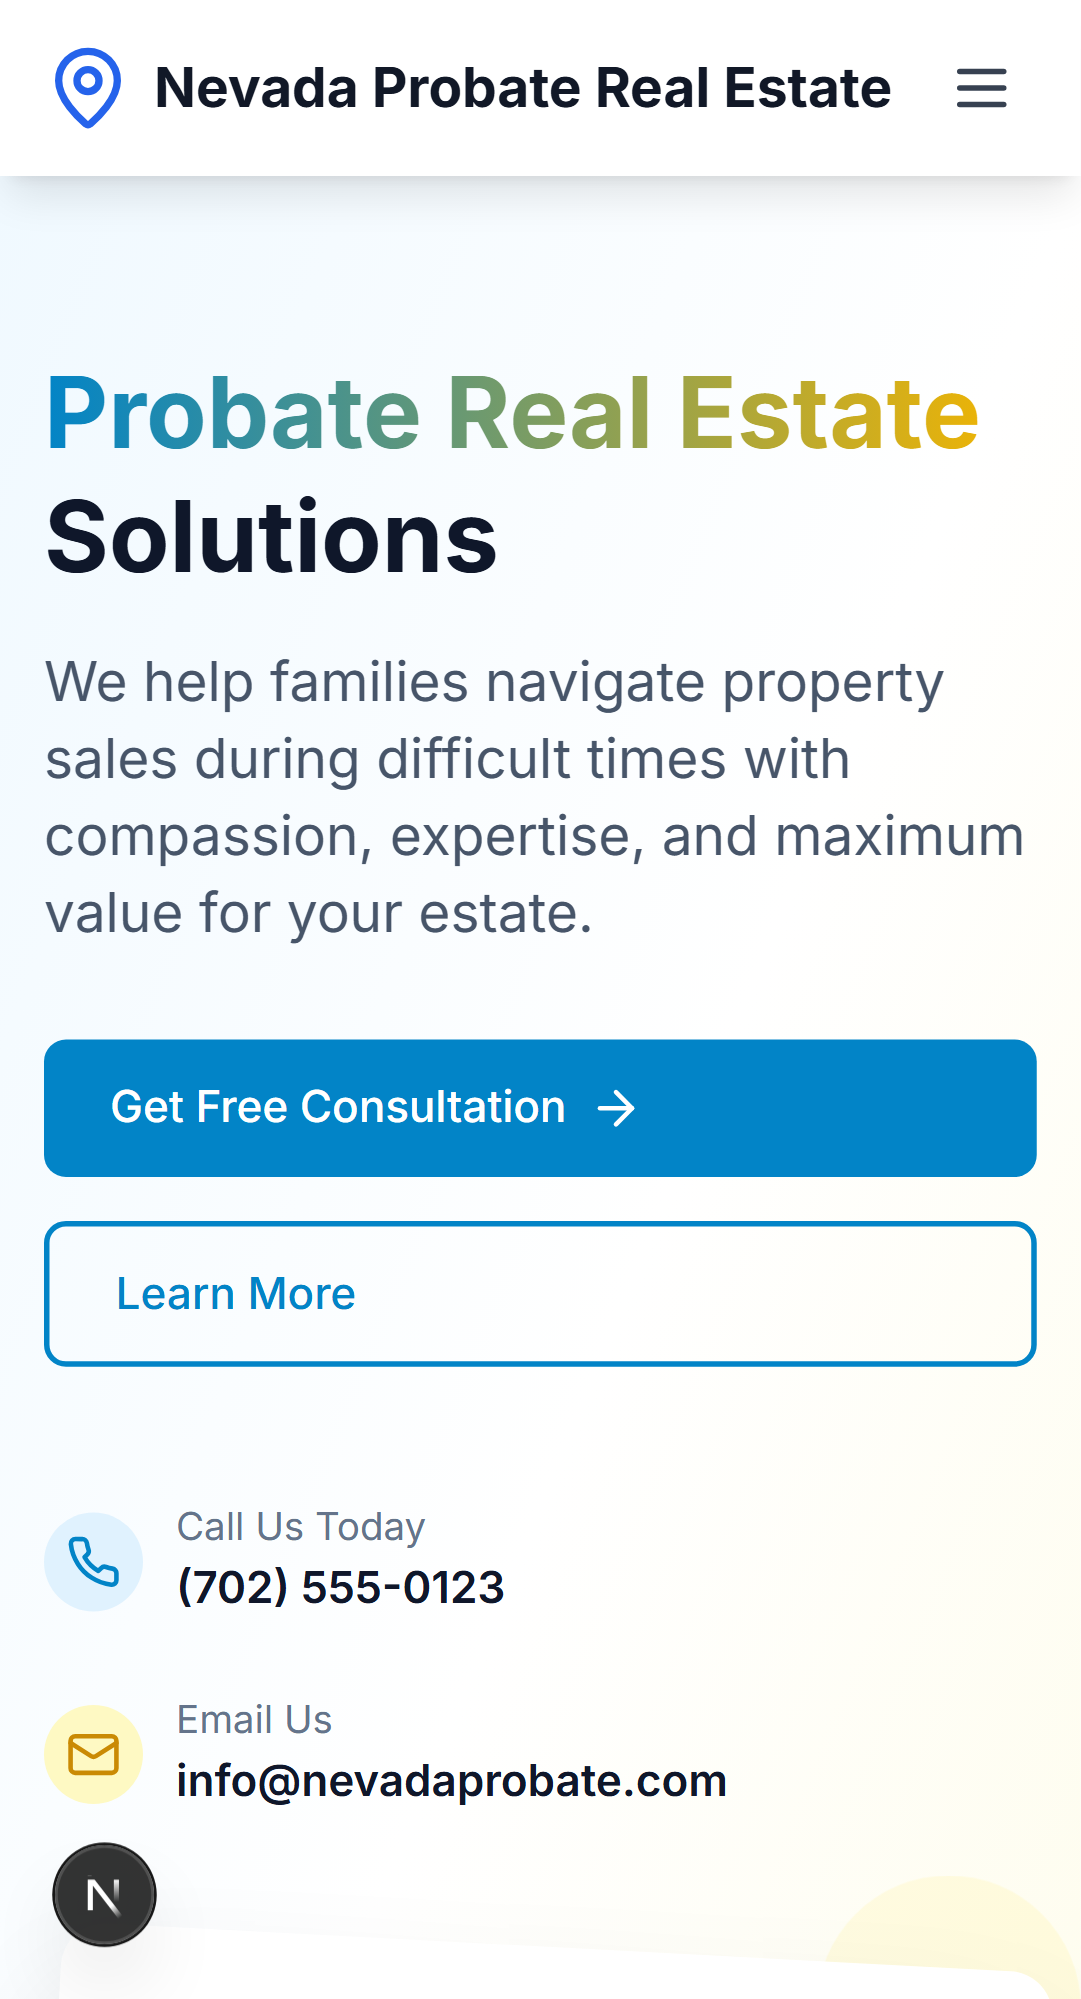 Nevada Probate Real Estate
Probate Real Estate
Solutions
We help families navigate property
sales during difficult times with
compassion, expertise, and maximum
value for your estate.
Get Free Consultation
Learn More
Call Us Today
(702) 555-0123
Email Us
info@nevadaprobate.com
N